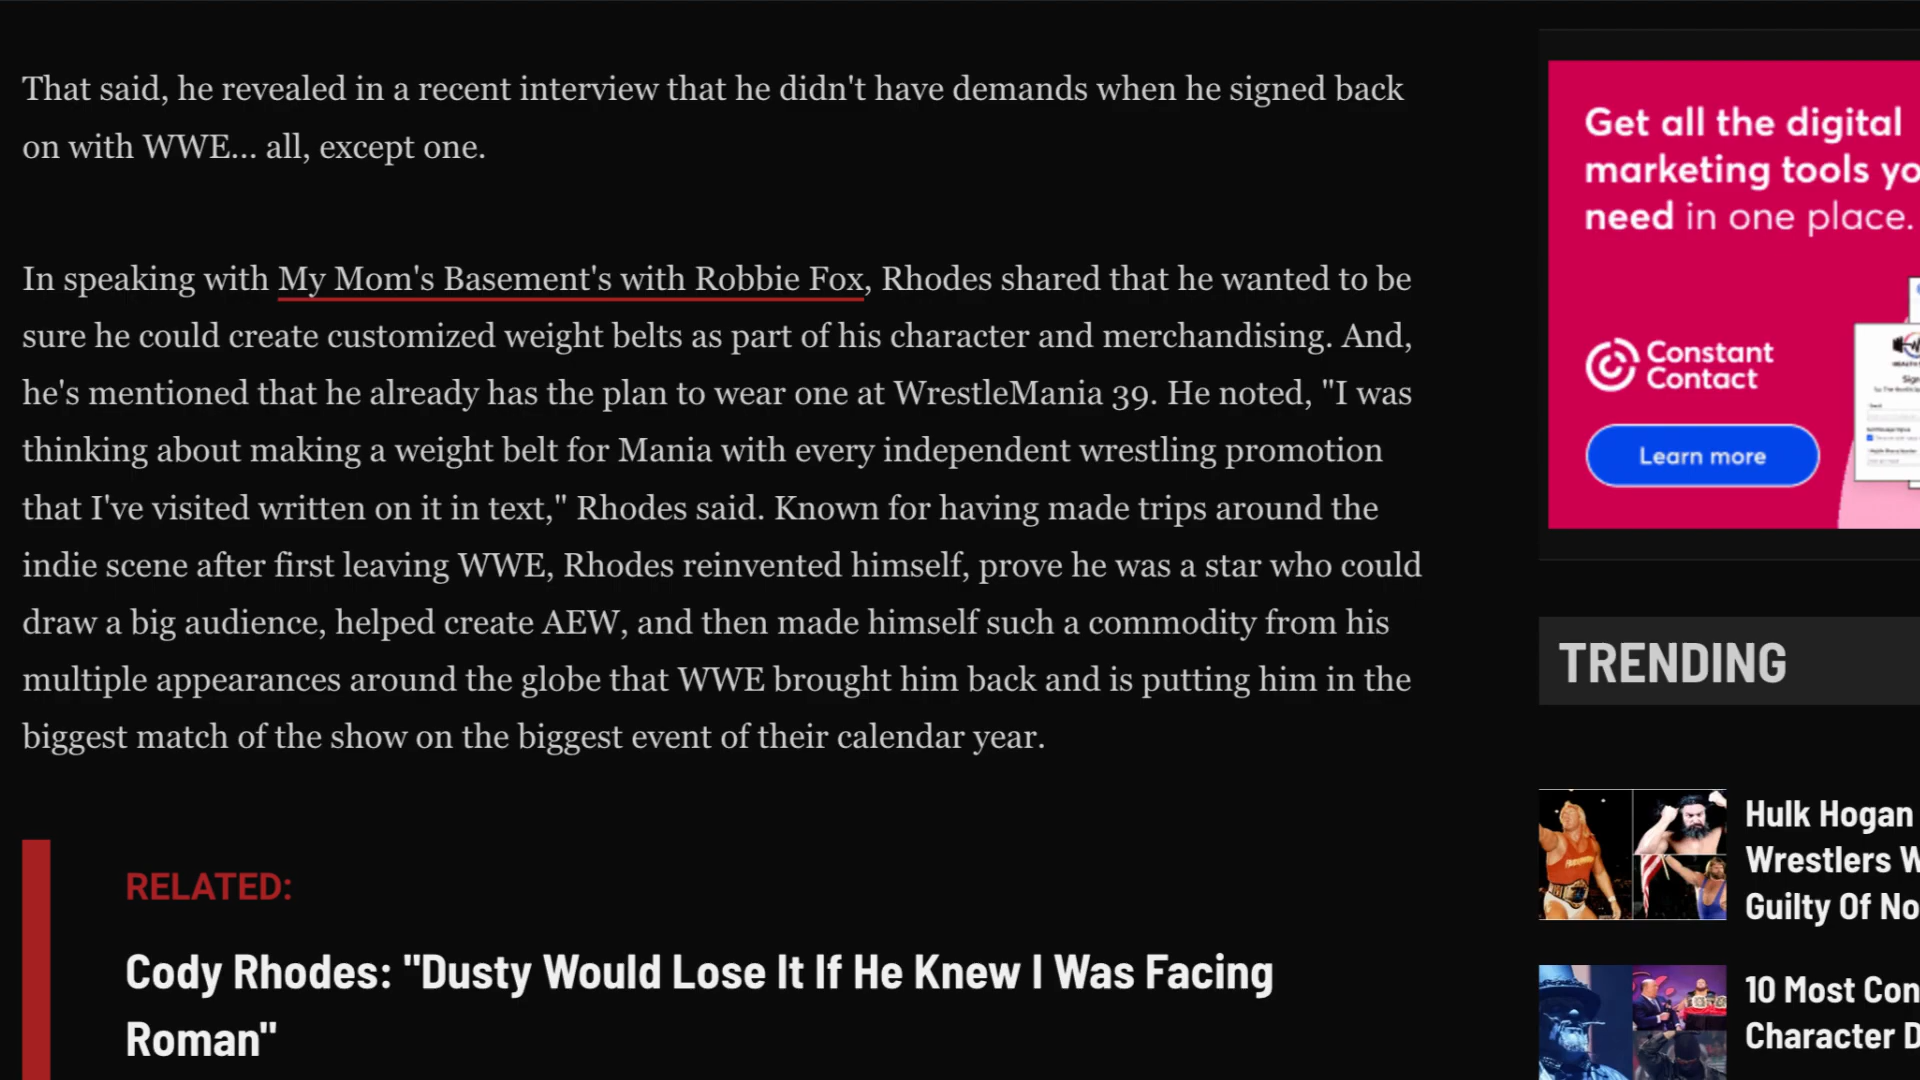 That said, he revealed in a recent interview that he didn't have demands when he signed back
on with WWE... all, except one.
In speaking with My Mom's Basement's with Robbie Fox, Rhodes shared that he wanted to be
sure he could create customized weight belts as part of his character and merchandising. And,
he's mentioned that he already has the plan to wear one at WrestleMania 39. He noted, "I was
thinking about making a weight belt for Mania with every independent wrestling promotion
that I've visited written on it in text," Rhodes said. Known for having made trips around the
indie scene after first leaving WWE, Rhodes reinvented himself, prove he was a star who could
draw a big audience, helped create AEW, and then made himself such a commodity from his
multiple appearances around the globe that WWE brought him back and is putting him in the
biggest match of the show on the biggest event of their calendar year.
RELATED:
Cody Rhodes: "Dusty Would Lose It If He Knew I Was Facing
Roman"
Get all the digital
marketing tools yo
need in one place.
Constant
Contact
Learn more
TRENDING
Hulk Hogan
Wrestlers W
Guilty Of No
10 Most Con
Character D